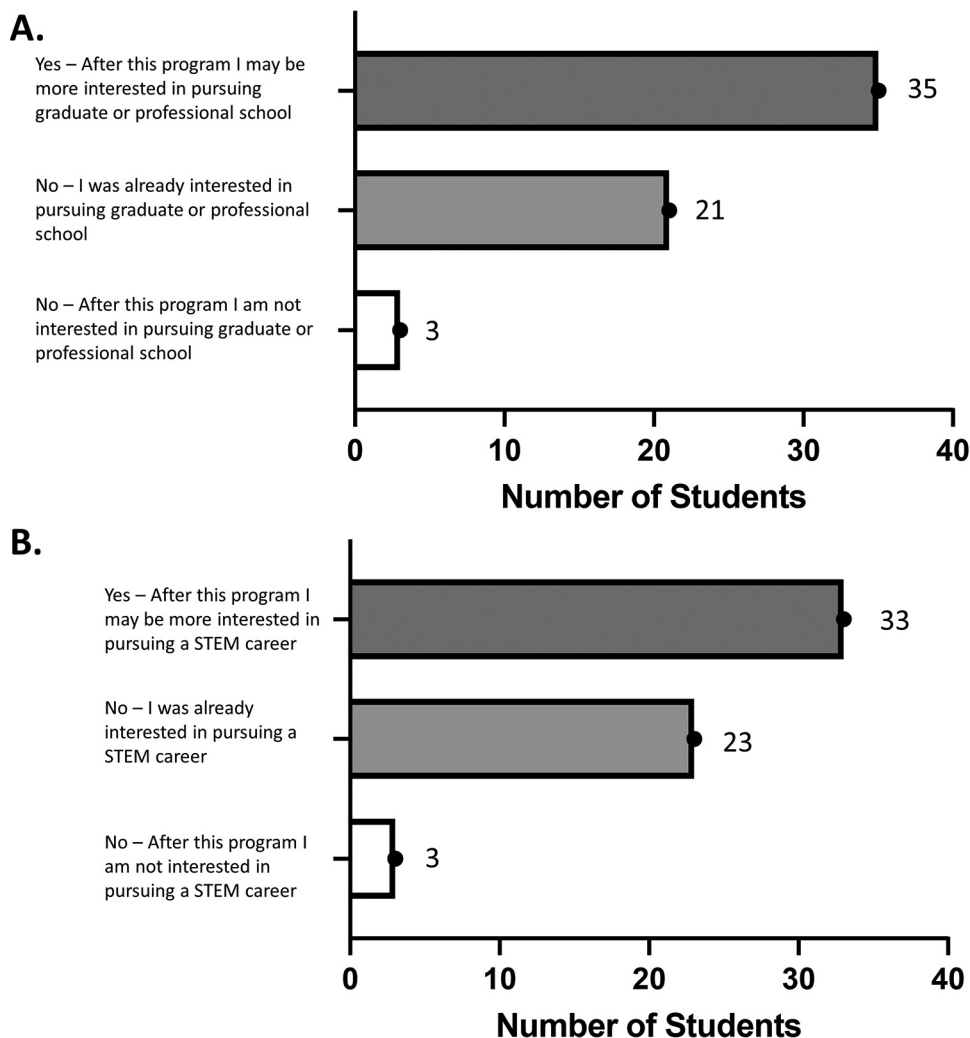 A.
Yes – After this program I may be
more interested in pursuing
graduate or professional school
35
No – I was already interested in
pursuing graduate or professional
school
21
No – After this program I am not
interested in pursuing graduate or
professional school
3
0 10 20 30 40
Number of Students
B.
Yes – After this program I
may be more interested in
pursuing a STEM career
33
No – I was already
interested in pursuing a
STEM career
23
No – After this program I
am not interested in
pursuing a STEM career
3
0 10 20 30 40
Number of Students